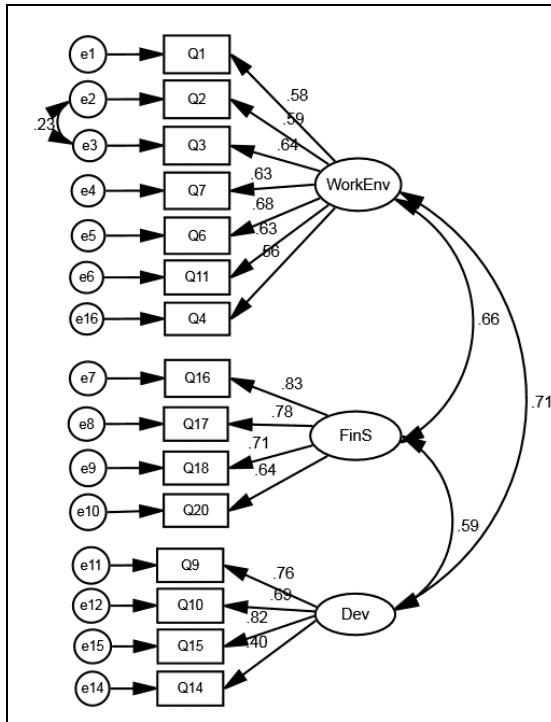 e1 Q1
.58
e2 Q2
.59
.23
e3 Q3
.64
e4 Q7
.63
WorkEnv
.68
e5 Q6
.63
e6 Q11
.56
e16 Q4
.66
e7 Q16
.83
.71
e8 Q17
.78
FinS
.71
e9 Q18
.64
e10 Q20
.59
e11 Q9
.76
e12 Q10
.69
Dev
.82
e15 Q15
.40
e14 Q14